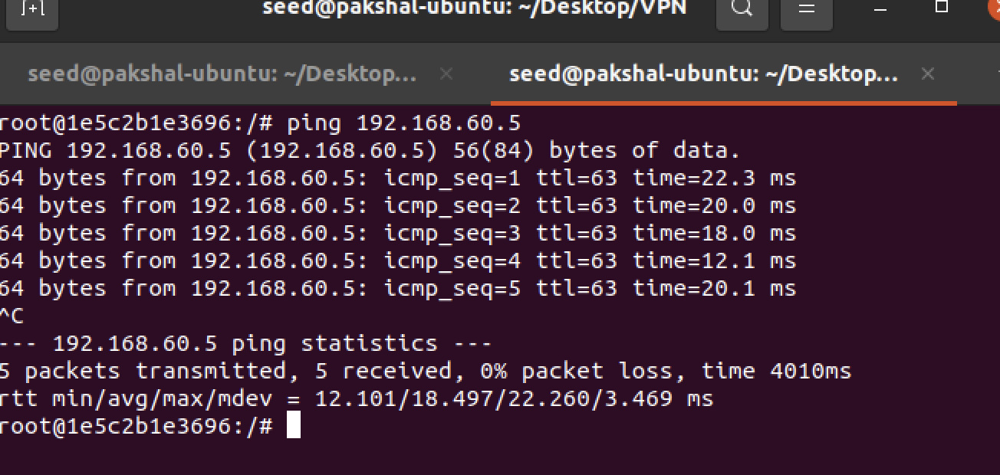 seed@pakshal-ubuntu: ~/Desktop/VPN
seed@pakshal-ubuntu: ~/Desktop... × seed@pakshal-ubuntu: ~/Desktop... ×
root@1e5c2b1e3696:/# ping 192.168.60.5
PING 192.168.60.5 (192.168.60.5) 56(84) bytes of data.
64 bytes from 192.168.60.5: icmp_seq=1 ttl=63 time=22.3 ms
64 bytes from 192.168.60.5: icmp_seq=2 ttl=63 time=20.0 ms
64 bytes from 192.168.60.5: icmp_seq=3 ttl=63 time=18.0 ms
64 bytes from 192.168.60.5: icmp_seq=4 ttl=63 time=12.1 ms
64 bytes from 192.168.60.5: icmp_seq=5 ttl=63 time=20.1 ms
^C
--- 192.168.60.5 ping statistics ---
5 packets transmitted, 5 received, 0% packet loss, time 4010ms
rtt min/avg/max/mdev = 12.101/18.497/22.260/3.469 ms
root@1e5c2b1e3696:/#